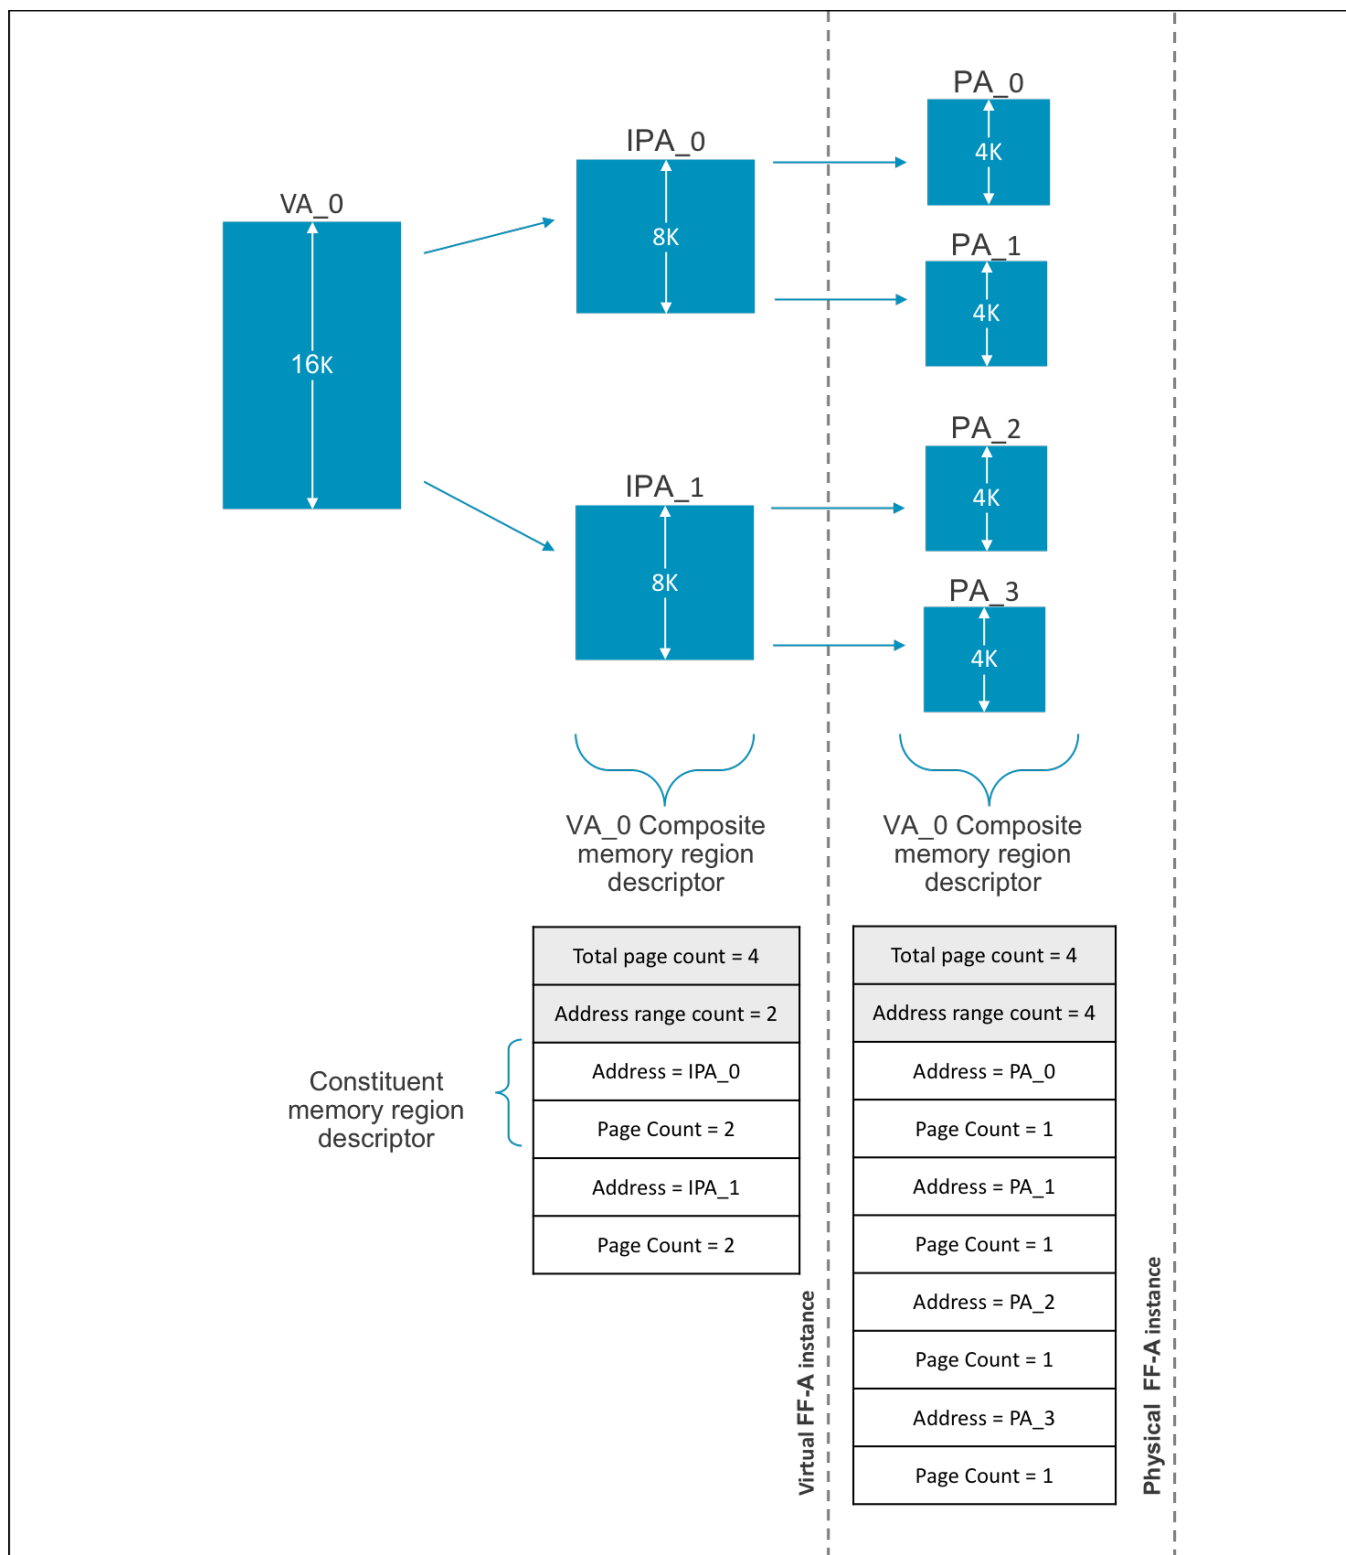 PA_0
4K
IPA_0
8K
VA_0
16K
PA_1
4K
PA_2
4K
IPA_1
8K
PA_3
4K
VA_0 Composite
memory region
descriptor
VA_0 Composite
memory region
descriptor
Total page count = 4
Address range count = 2
Address = IPA_0
Page Count = 2
Address = IPA_1
Page Count = 2
Constituent
memory region
descriptor
Total page count = 4
Address range count = 4
Address = PA_0
Page Count = 1
Address = PA_1
Page Count = 1
Address = PA_2
Page Count = 1
Address = PA_3
Page Count = 1
Virtual FF-A instance
Physical FF-A instance